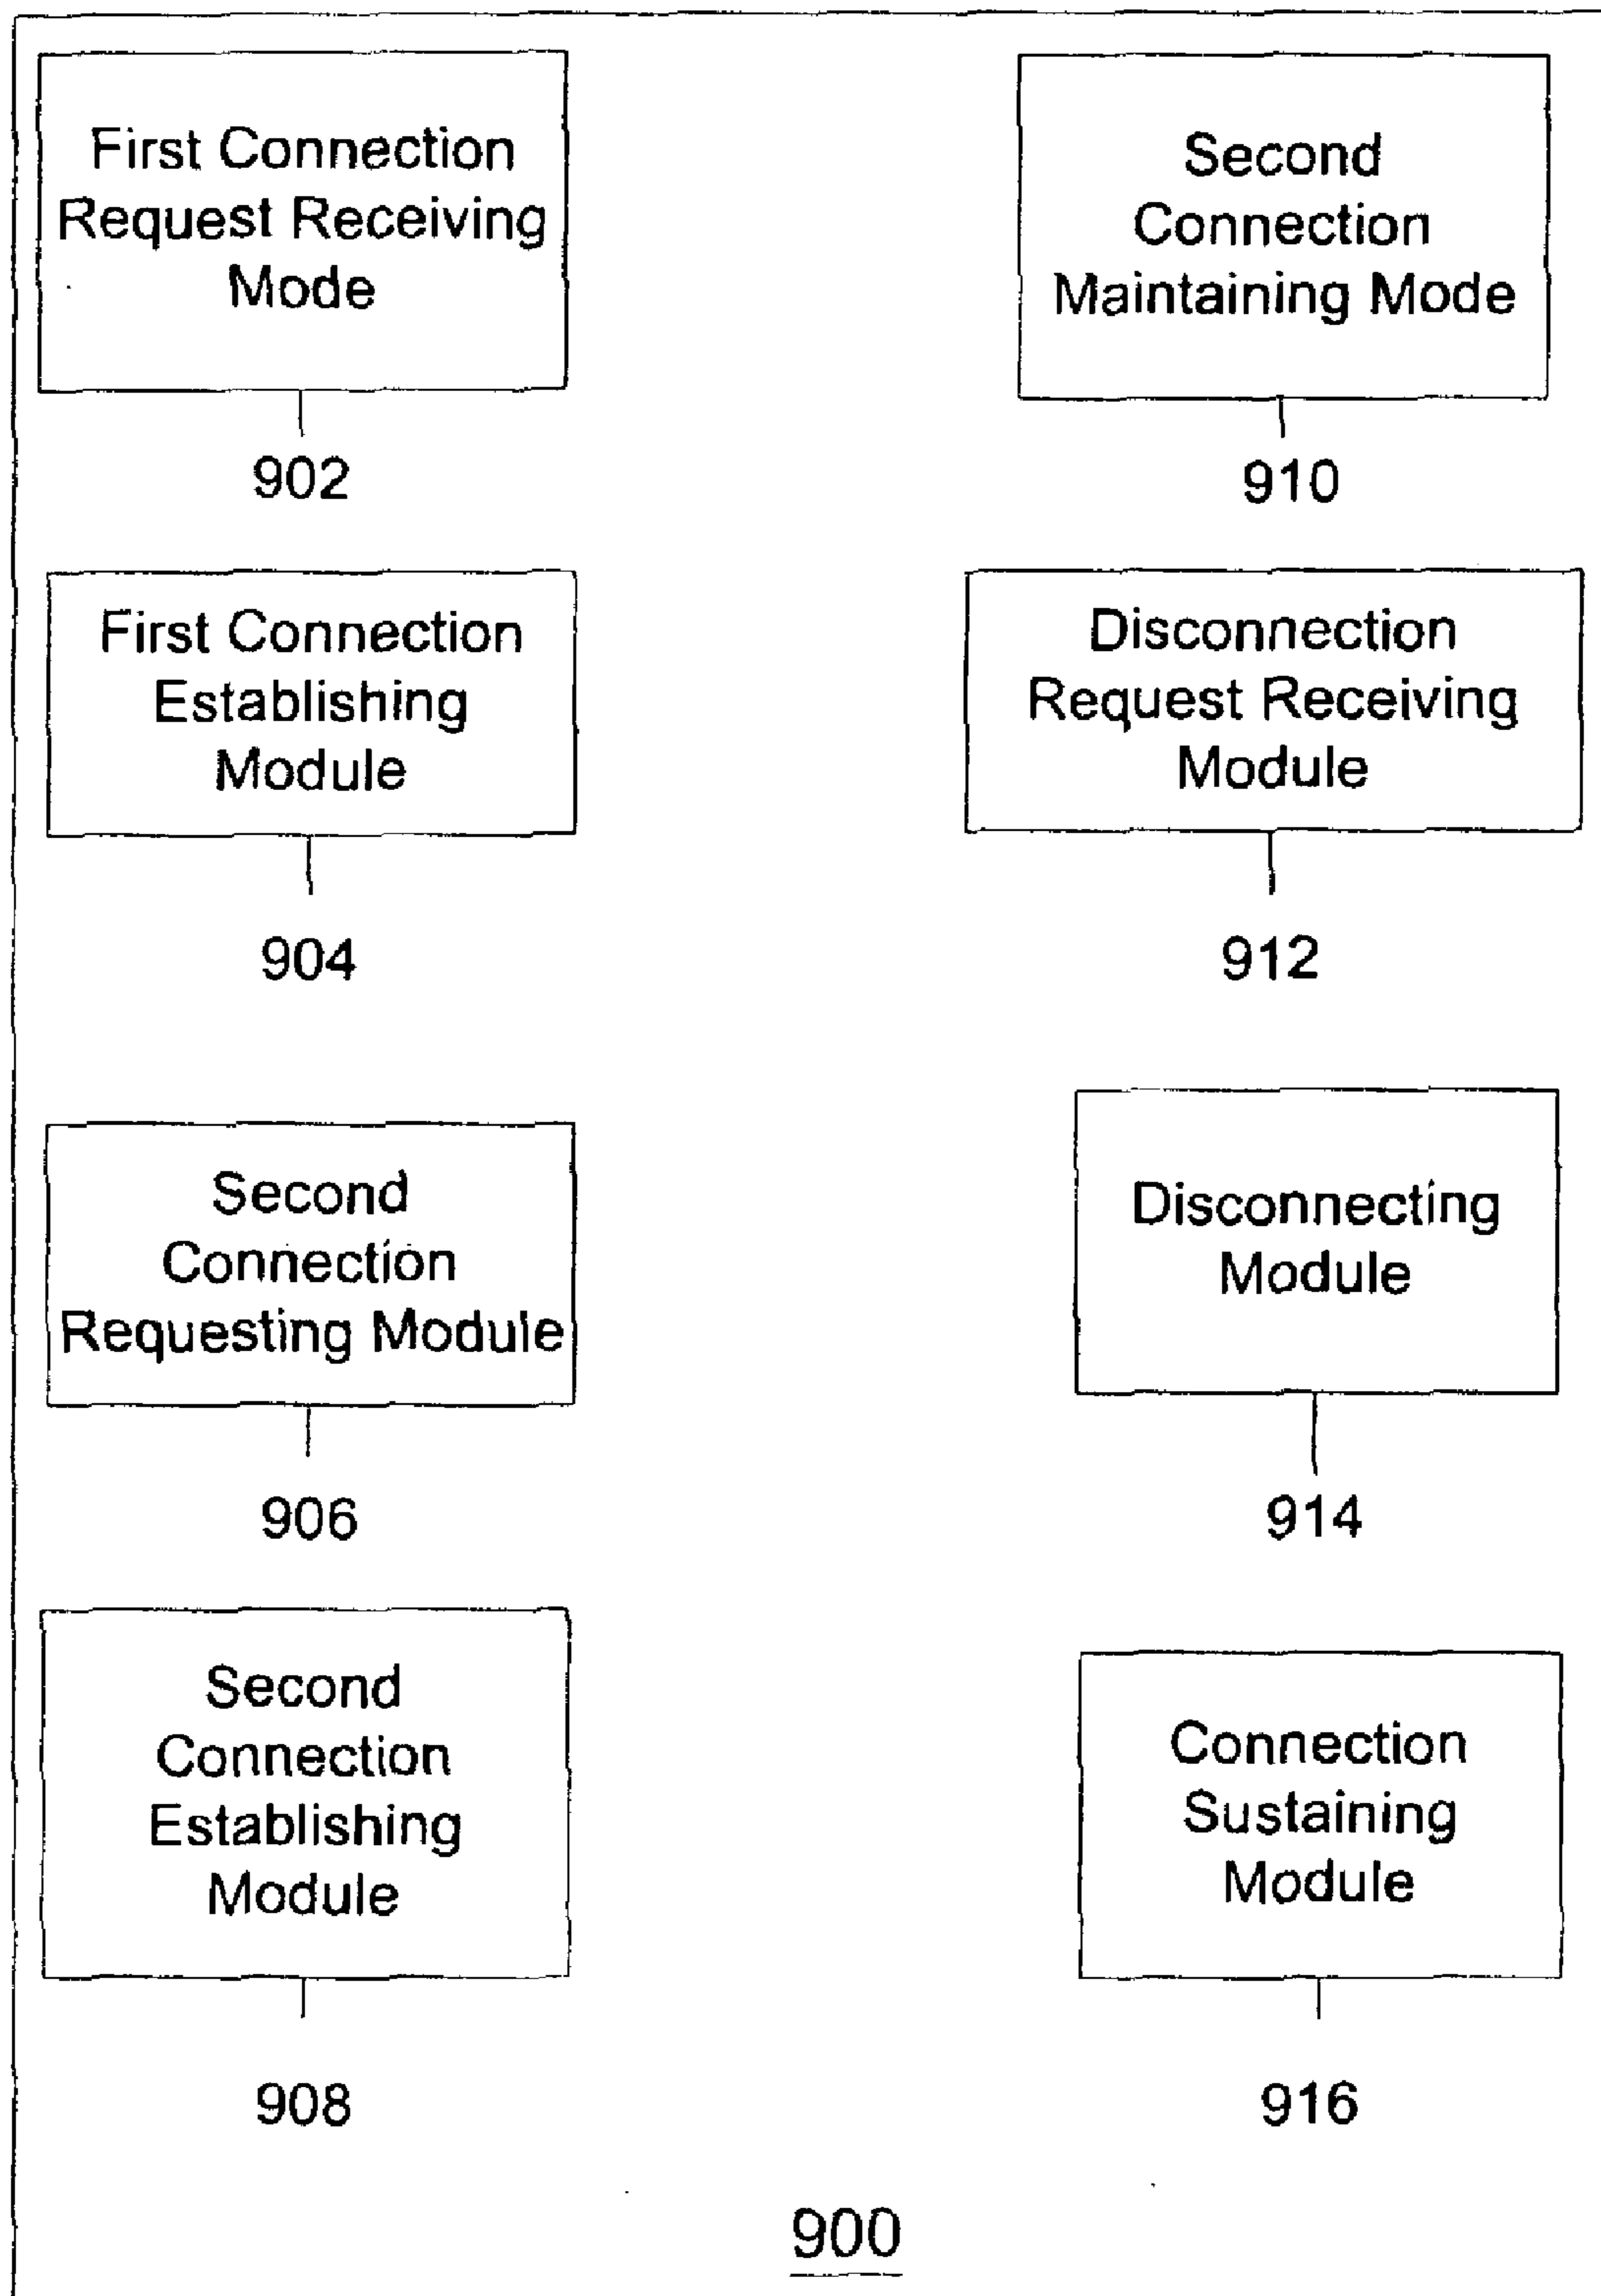 First Connection
Request Receiving
Mode
902
First Connection
Establishing
Module
904
Second
Connection
Requesting Module
906
Second
Connection
Establishing
Module
908
Second
Connection
Maintaining Mode
910
Disconnection
Request Receiving
Module
912
Disconnecting
Module
914
Connection
Sustaining
Module
916
900